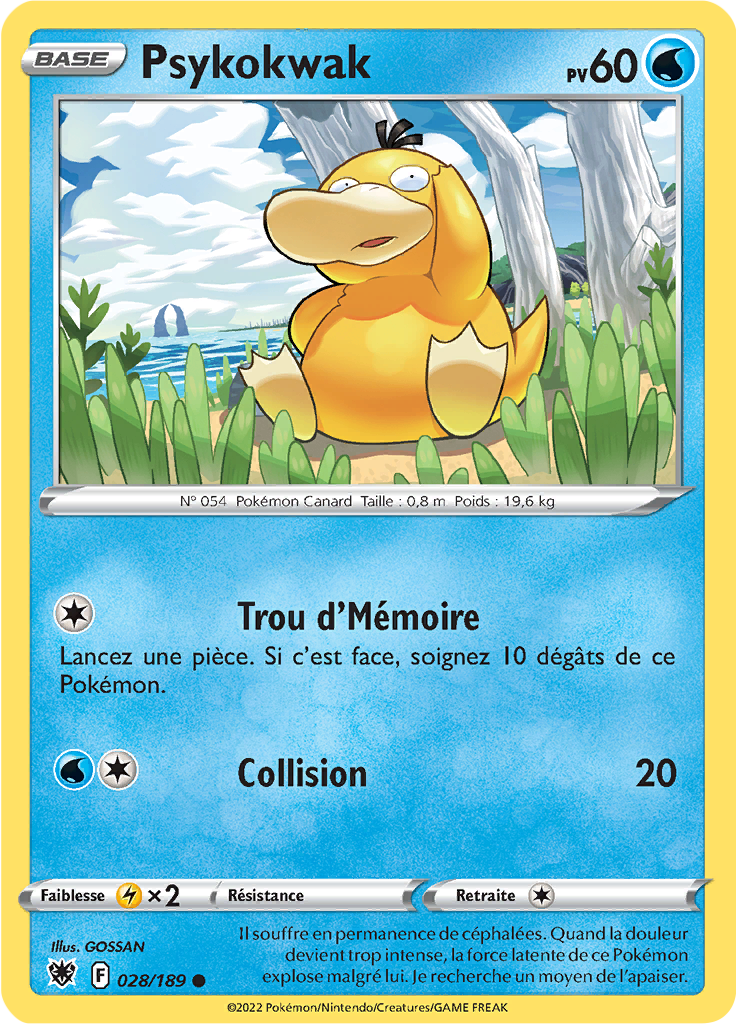 BASE Psykokwak PV60
N° 054 Pokémon Canard Taille : 0,8 m Poids : 19,6 kg
Trou d'Mémoire
Lancez une pièce. Si c'est face, soignez 10 dégâts de ce
Pokémon.
Collision 20
Faiblesse ×2 Résistance Retraite
Illus. GOSSAN
Il souffre en permanence de céphalées. Quand la douleur
devient trop intense, la force latente de ce Pokémon
explose malgré lui. Je recherche un moyen de l'apaiser.
F 028/189
©2022 Pokémon/Nintendo/Creatures/GAME FREAK